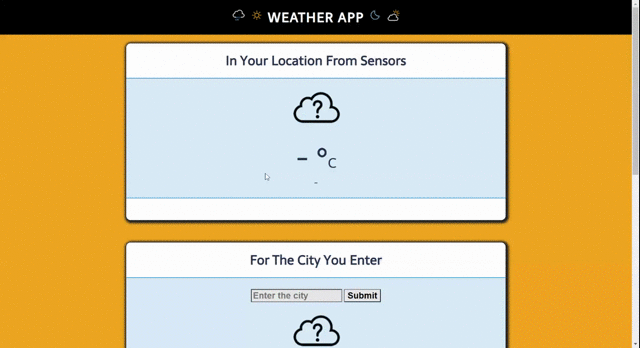 WEATHER APP
In Your Location From Sensors
?
- °C
-
For The City You Enter
Enter the city Submit
?